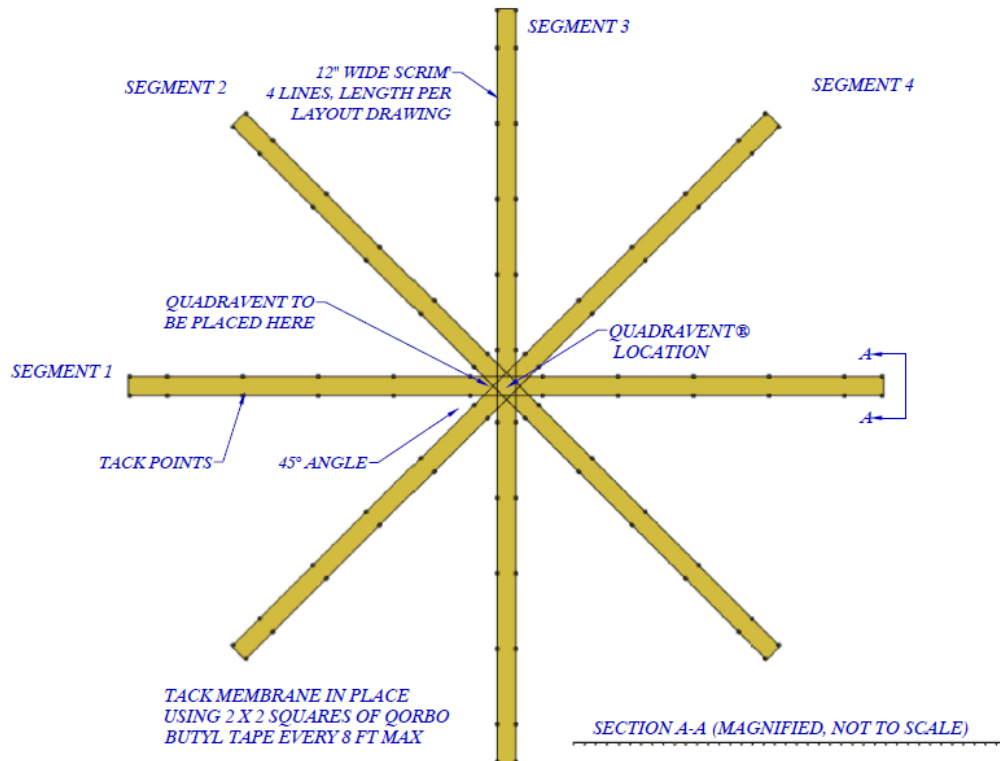 SEGMENT 3
12" WIDE SCRIM
4 LINES, LENGTH PER
LAYOUT DRAWING
SEGMENT 2
SEGMENT 4
QUADRAVENT TO
BE PLACED HERE
QUADRAVENT®
LOCATION
SEGMENT 1
A
A
TACK POINTS
45° ANGLE
TACK MEMBRANE IN PLACE
USING 2 X 2 SQUARES OF QORBO
BUTYL TAPE EVERY 8 FT MAX
SECTION A-A (MAGNIFIED, NOT TO SCALE)